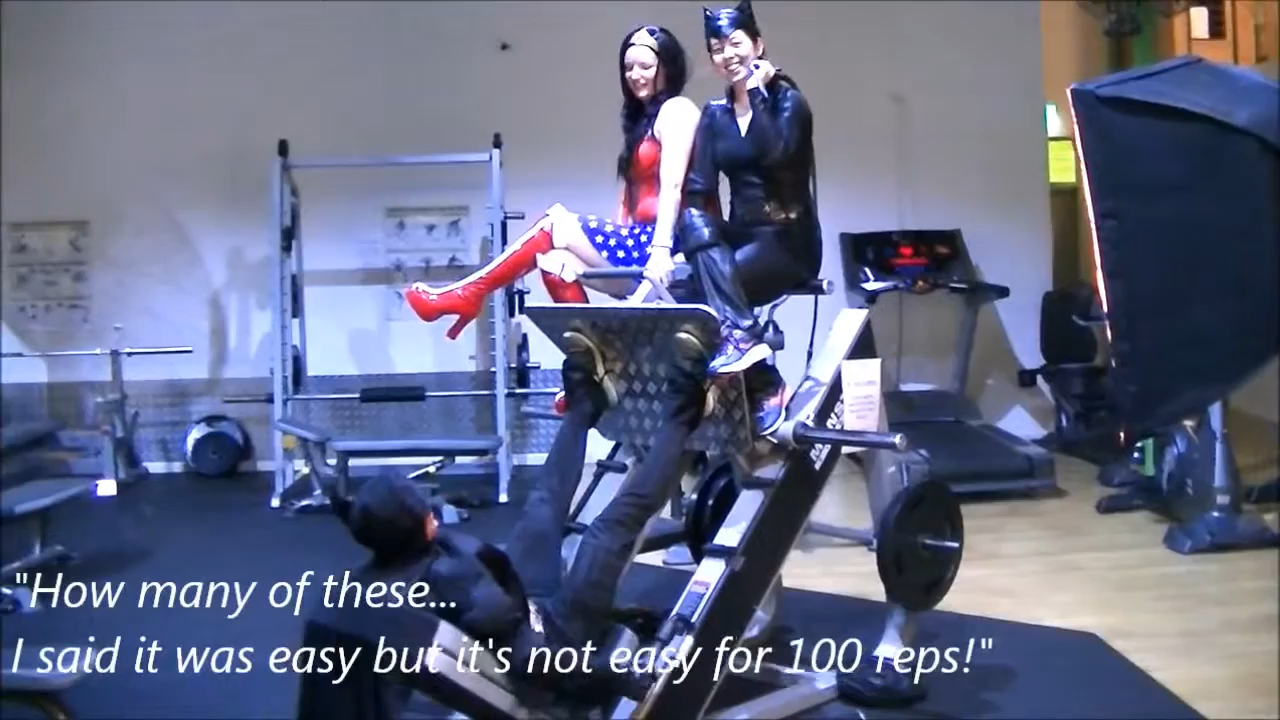 "How many of these...
I said it was easy but it's not easy for 100 reps!"